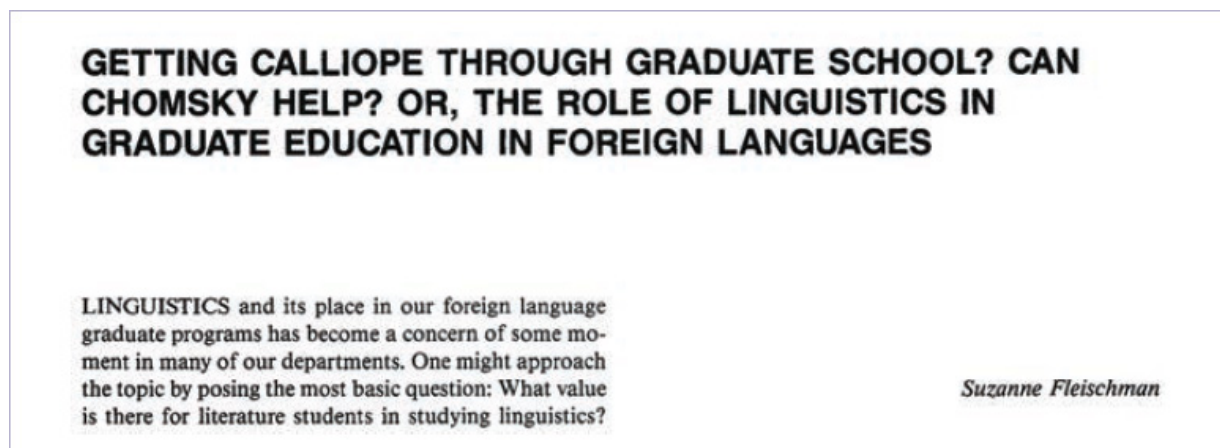 GETTING CALLIOPE THROUGH GRADUATE SCHOOL? CAN
CHOMSKY HELP? OR, THE ROLE OF LINGUISTICS IN
GRADUATE EDUCATION IN FOREIGN LANGUAGES
LINGUISTICS and its place in our foreign language
graduate programs has become a concern of some mo-
ment in many of our departments. One might approach
the topic by posing the most basic question: What value
is there for literature students in studying linguistics?
Suzanne Fleischman